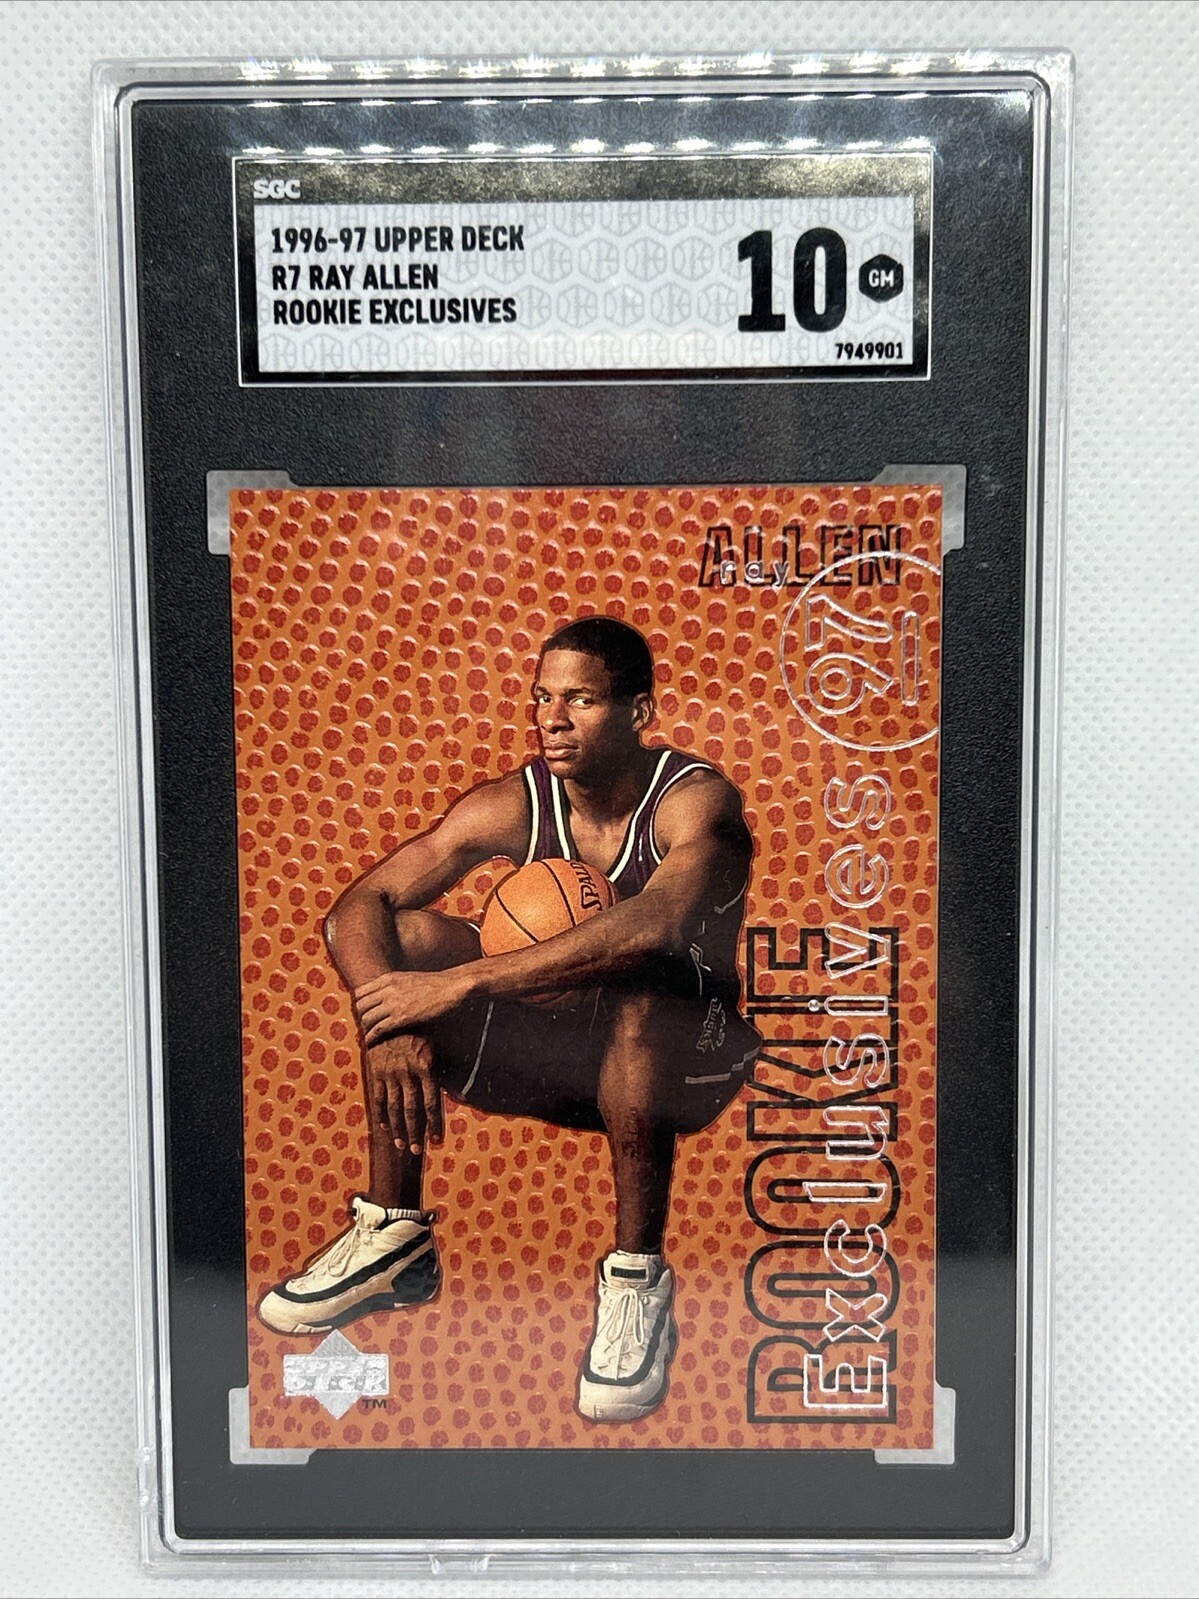 SGC
1996-97 UPPER DECK
R7 RAY ALLEN
ROOKIE EXCLUSIVES
10
GM
7949901
ALLEN
ray
97
ROOKIE
Exclusives
SPALD
UPPER
DECK
TM